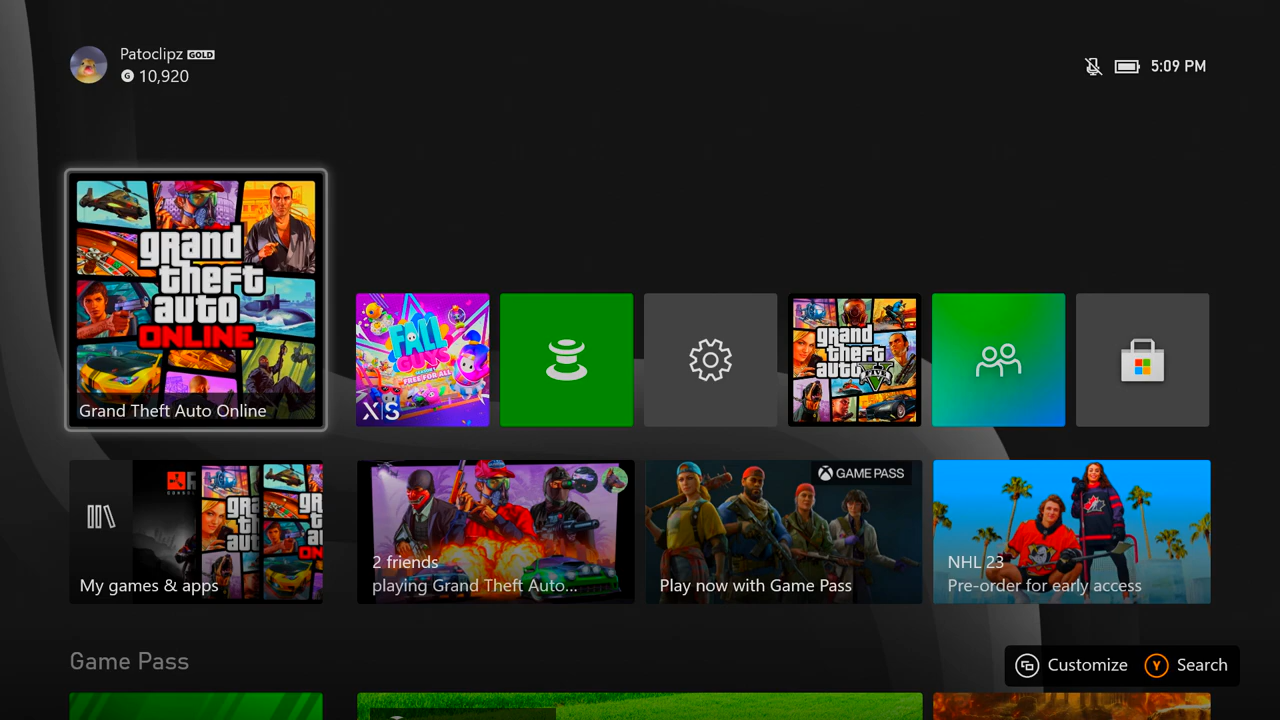 Patoclipz GOLD
G 10,920
5:09 PM
grand
theft
auto
ONLINE
Grand Theft Auto Online
FALL
GUYS
FREE FOR ALL
X|S
grand
theft
auto
V
My games & apps
2 friends
playing Grand Theft Auto...
GAME PASS
Play now with Game Pass
NHL 23
Pre-order for early access
Game Pass
Customize
Y Search